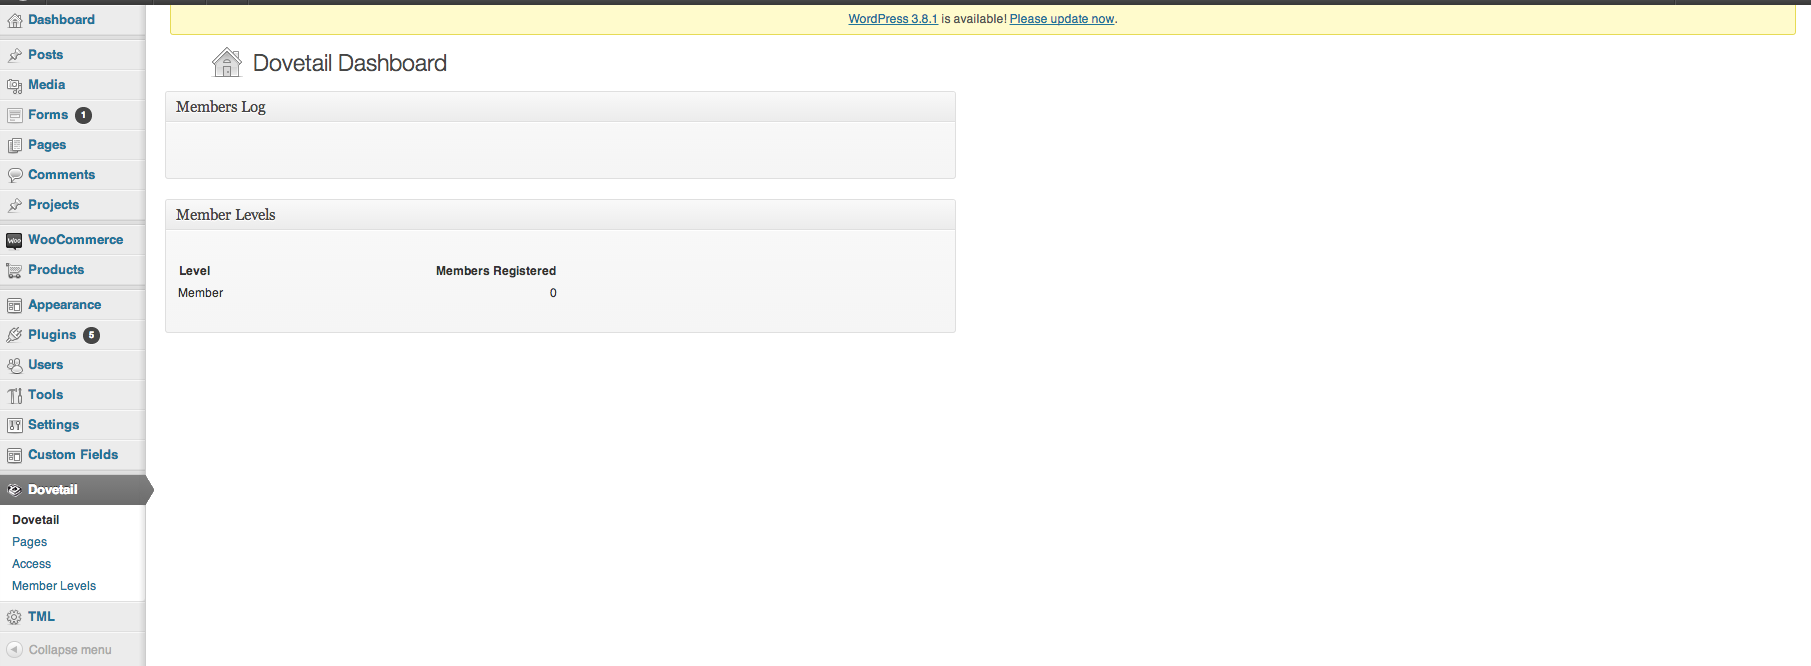 WordPress 3.8.1 is available! Please update now.
Dashboard
Posts
Media
Forms 1
Pages
Comments
Projects
Woo WooCommerce
Products
Appearance
Plugins 5
Users
Tools
Settings
Custom Fields
Dovetail
Dovetail
Pages
Access
Member Levels
TML
Collapse menu
Dovetail Dashboard
Members Log
Member Levels
Level Members Registered
Member 0